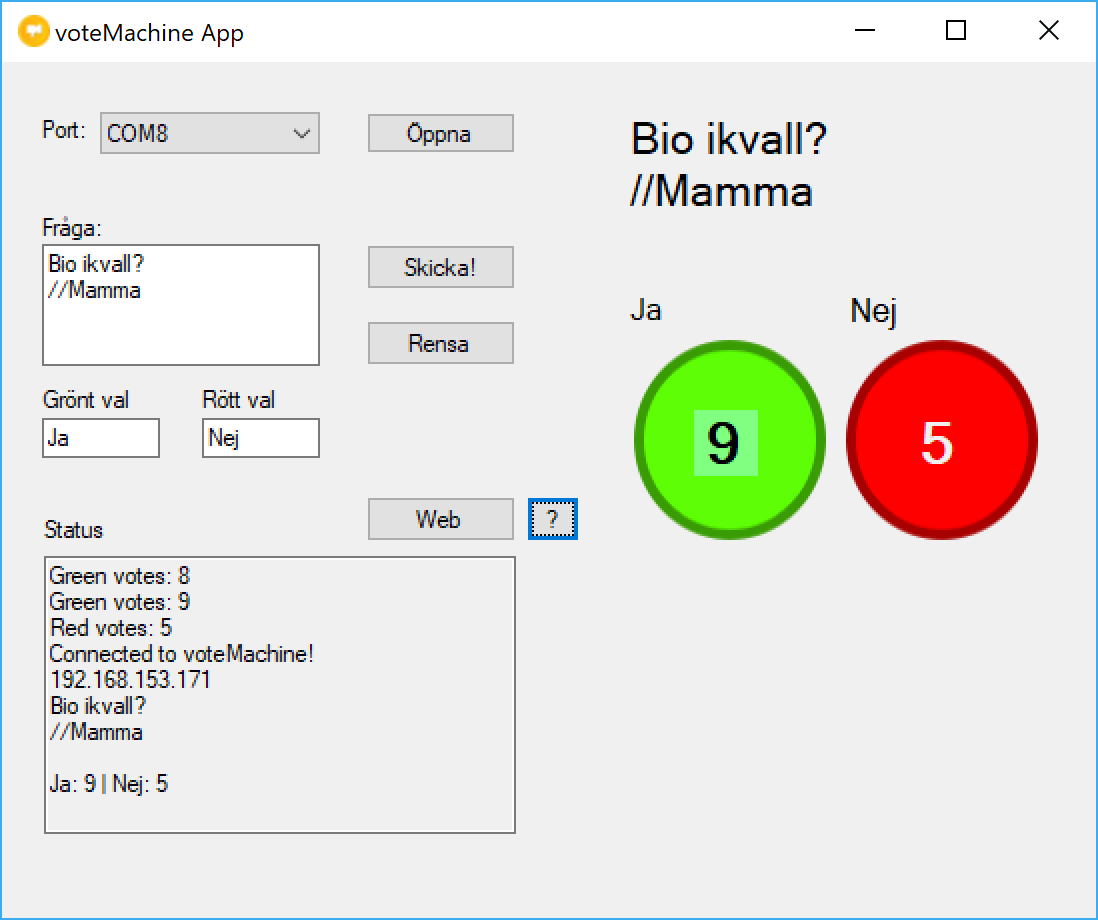 voteMachine App
Port:
COM8
Öppna
Fråga:
Bio ikvall?
//Mamma
Skicka!
Rensa
Grönt val
Rött val
Ja
Nej
Status
Web
?
Green votes: 8
Green votes: 9
Red votes: 5
Connected to voteMachine!
192.168.153.171
Bio ikvall?
//Mamma
Ja: 9 | Nej: 5
Bio ikvall?
//Mamma
Ja
Nej
9
5